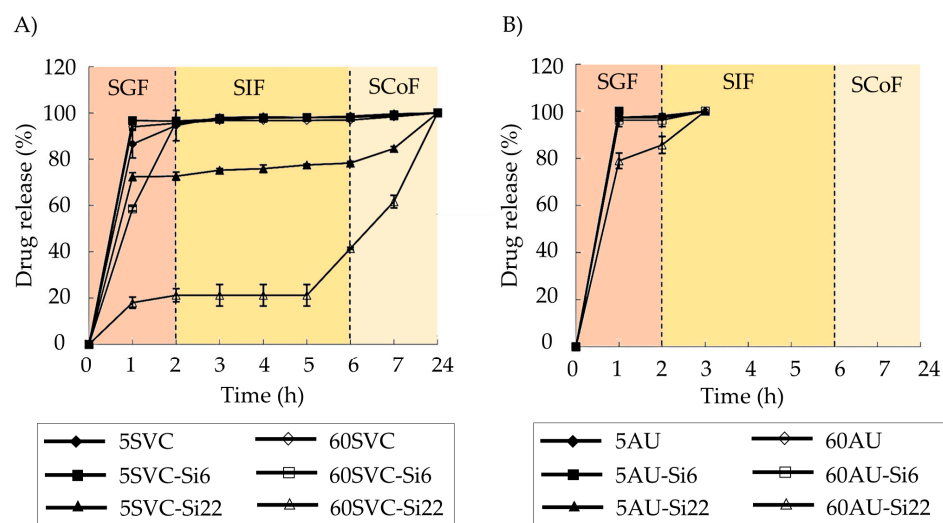 A)
B)
120
100
80
60
40
20
0
Drug release (%)
SGF
SIF
SCoF
0 1 2 3 4 5 6 7 24
Time (h)
120
100
80
60
40
20
0
Drug release (%)
SGF
SIF
SCoF
0 1 2 3 4 5 6 7 24
Time (h)
5SVC 60SVC
5SVC-Si6 60SVC-Si6
5SVC-Si22 60SVC-Si22
5AU 60AU
5AU-Si6 60AU-Si6
5AU-Si22 60AU-Si22